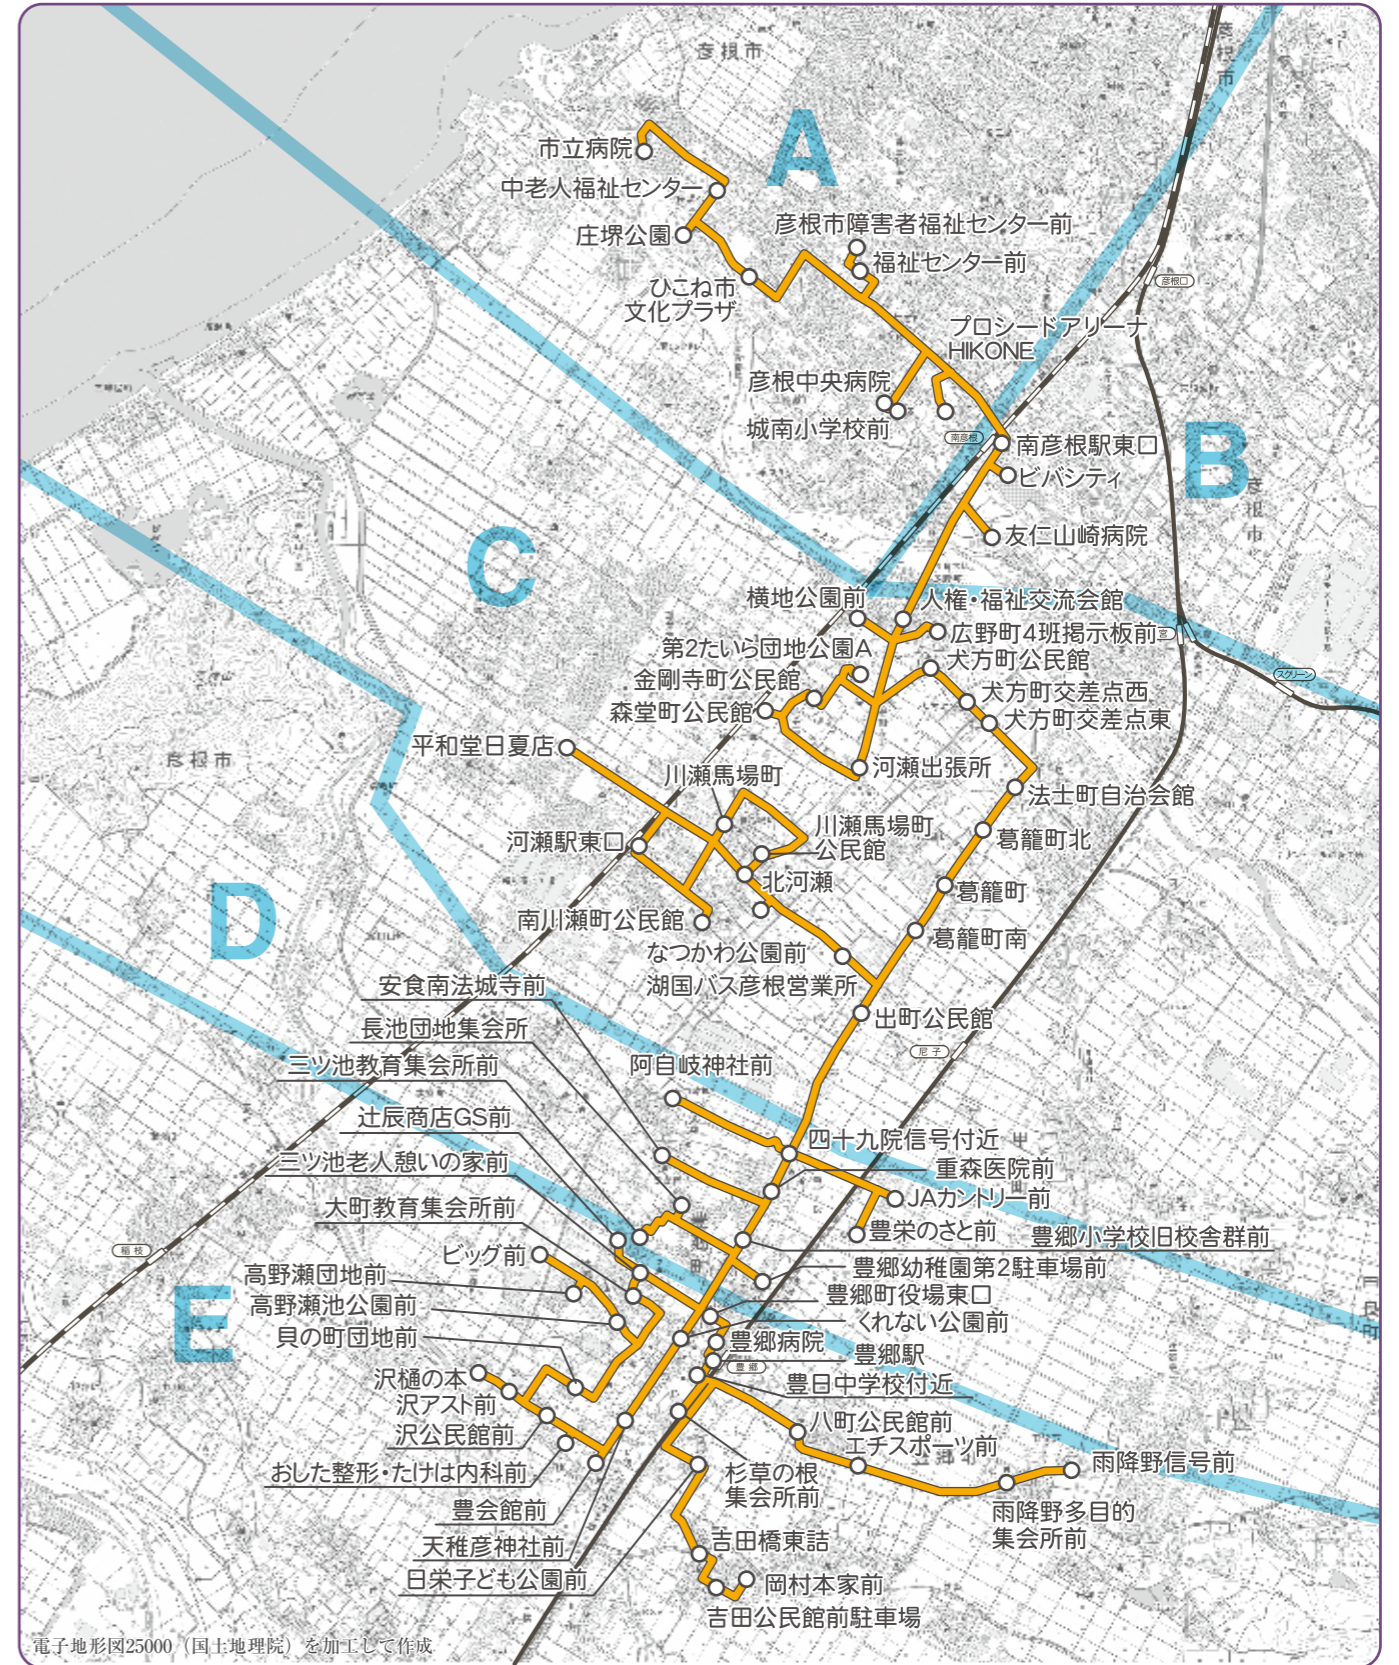 彦根市
彦根市
A
市立病院
中老人福祉センター
庄堺公園
彦根市障害者福祉センター前
福祉センター前
ひこね市
文化プラザ
彦根口
プロシードアリーナ
HIKONE
彦根中央病院
城南小学校前
南彦根
南彦根駅東口
ビバシティ
B
彦根市
友仁山崎病院
C
横地公園前
人権・福祉交流会館
広野町4班掲示板前
第2たいら団地公園A
犬方町公民館
スクリーン
金剛寺町公民館
犬方町交差点西
森堂町公民館
犬方町交差点東
平和堂日夏店
彦根市
川瀬馬場町
河瀬出張所
法士町自治会館
川瀬馬場町
公民館
河瀬駅東口
葛籠町北
北河瀬
葛籠町
D
南川瀬町公民館
葛籠町南
なつかわ公園前
安食南法城寺前
湖国バス彦根営業所
出町公民館
長池団地集会所
尼子
三ツ池教育集会所前
阿自岐神社前
辻辰商店GS前
四十九院信号付近
三ツ池老人憩いの家前
重森医院前
JAカントリー前
大町教育集会所前
豊栄のさと前
豊郷小学校旧校舎群前
稲枝
ビッグ前
豊郷幼稚園第2駐車場前
高野瀬団地前
豊郷町役場東口
高野瀬池公園前
くれない公園前
E
貝の町団地前
豊郷病院
豊郷駅
豊郷
沢樋の本
豊日中学校付近
沢アスト前
八町公民館前
沢公民館前
エチスポーツ前
おした整形・たけは内科前
杉草の根
集会所前
雨降野信号前
豊会館前
雨降野多目的
集会所前
天稚彦神社前
吉田橋東詰
日栄子ども公園前
岡村本家前
吉田公民館前駐車場
電子地形図25000（国土地理院）を加工して作成